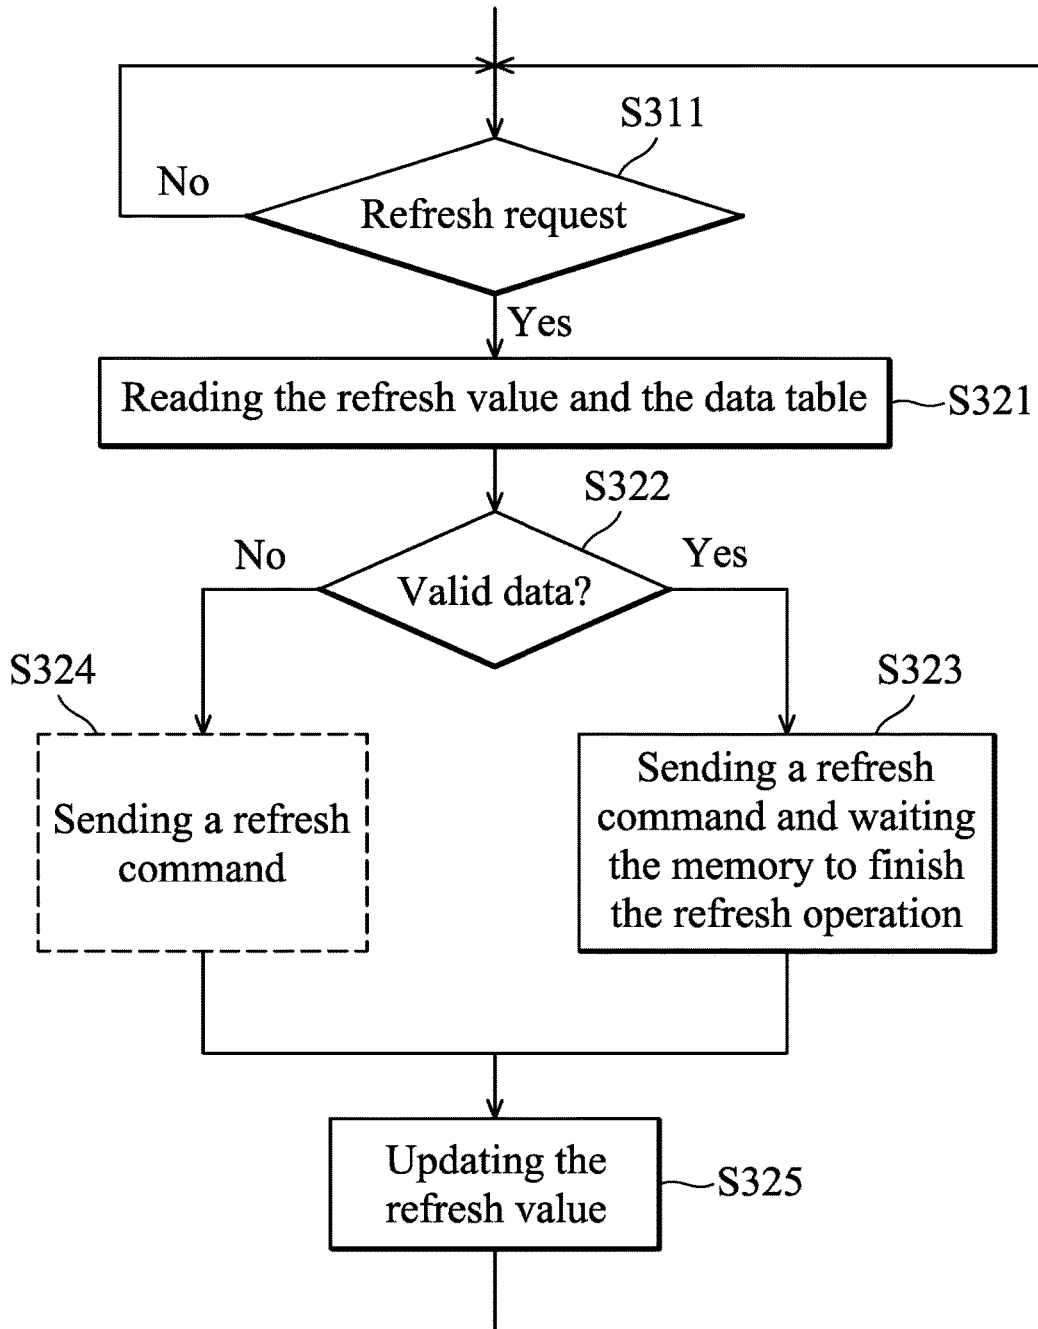 S311
No
Refresh request
Yes
Reading the refresh value and the data table
S321
S322
No
Yes
Valid data?
S324
S323
Sending a refresh
command
Sending a refresh
command and waiting
the memory to finish
the refresh operation
Updating the
refresh value
S325